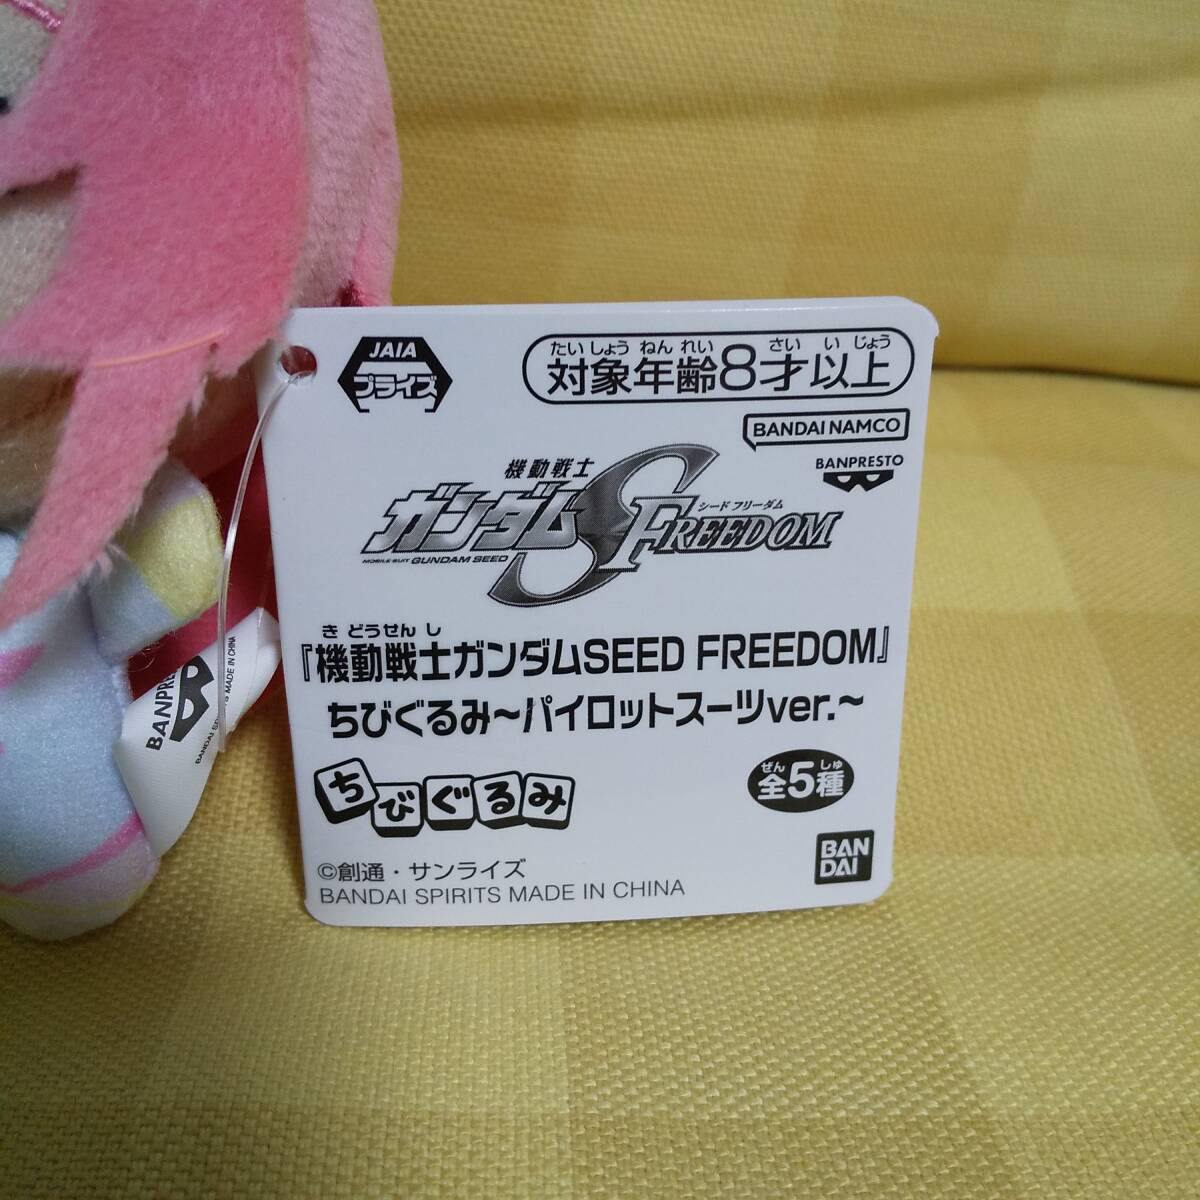 JAIA
プライズ
たいしょう ねん れい さい い じょう
対象年齢8才以上
BANDAI NAMCO
BANPRESTO
機動戦士
ガンダムS
シード フリーダム
FREEDOM
MOBILE SUIT GUNDAM SEED
き どうせん し
『機動戦士ガンダムSEED FREEDOM』
ちびぐるみ～パイロットスーツver.～
ちびぐるみ
ぜん しゅ
全5種
©創通・サンライズ
BANDAI SPIRITS MADE IN CHINA
BAN
DAI
BANPRE
BANDAI SP
S MADE IN CHINA